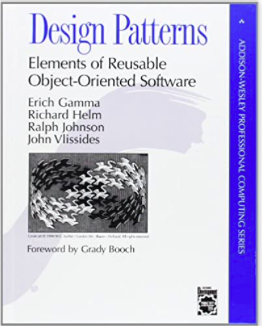 Design Patterns
Elements of Reusable
Object-Oriented Software
Erich Gamma
Richard Helm
Ralph Johnson
John Vlissides
Foreword by Grady Booch
ADDISON-WESLEY PROFESSIONAL COMPUTING SERIES